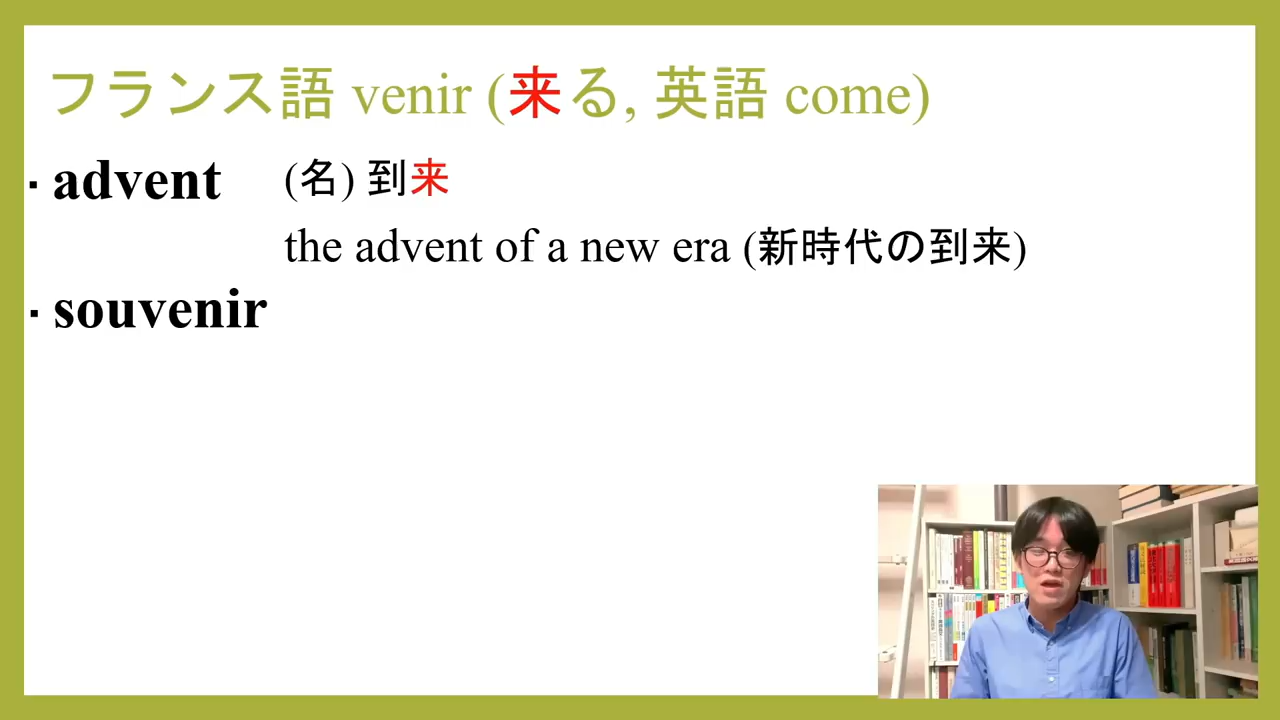 フランス語 venir (来る, 英語 come)
· advent (名) 到来
the advent of a new era (新時代の到来)
· souvenir